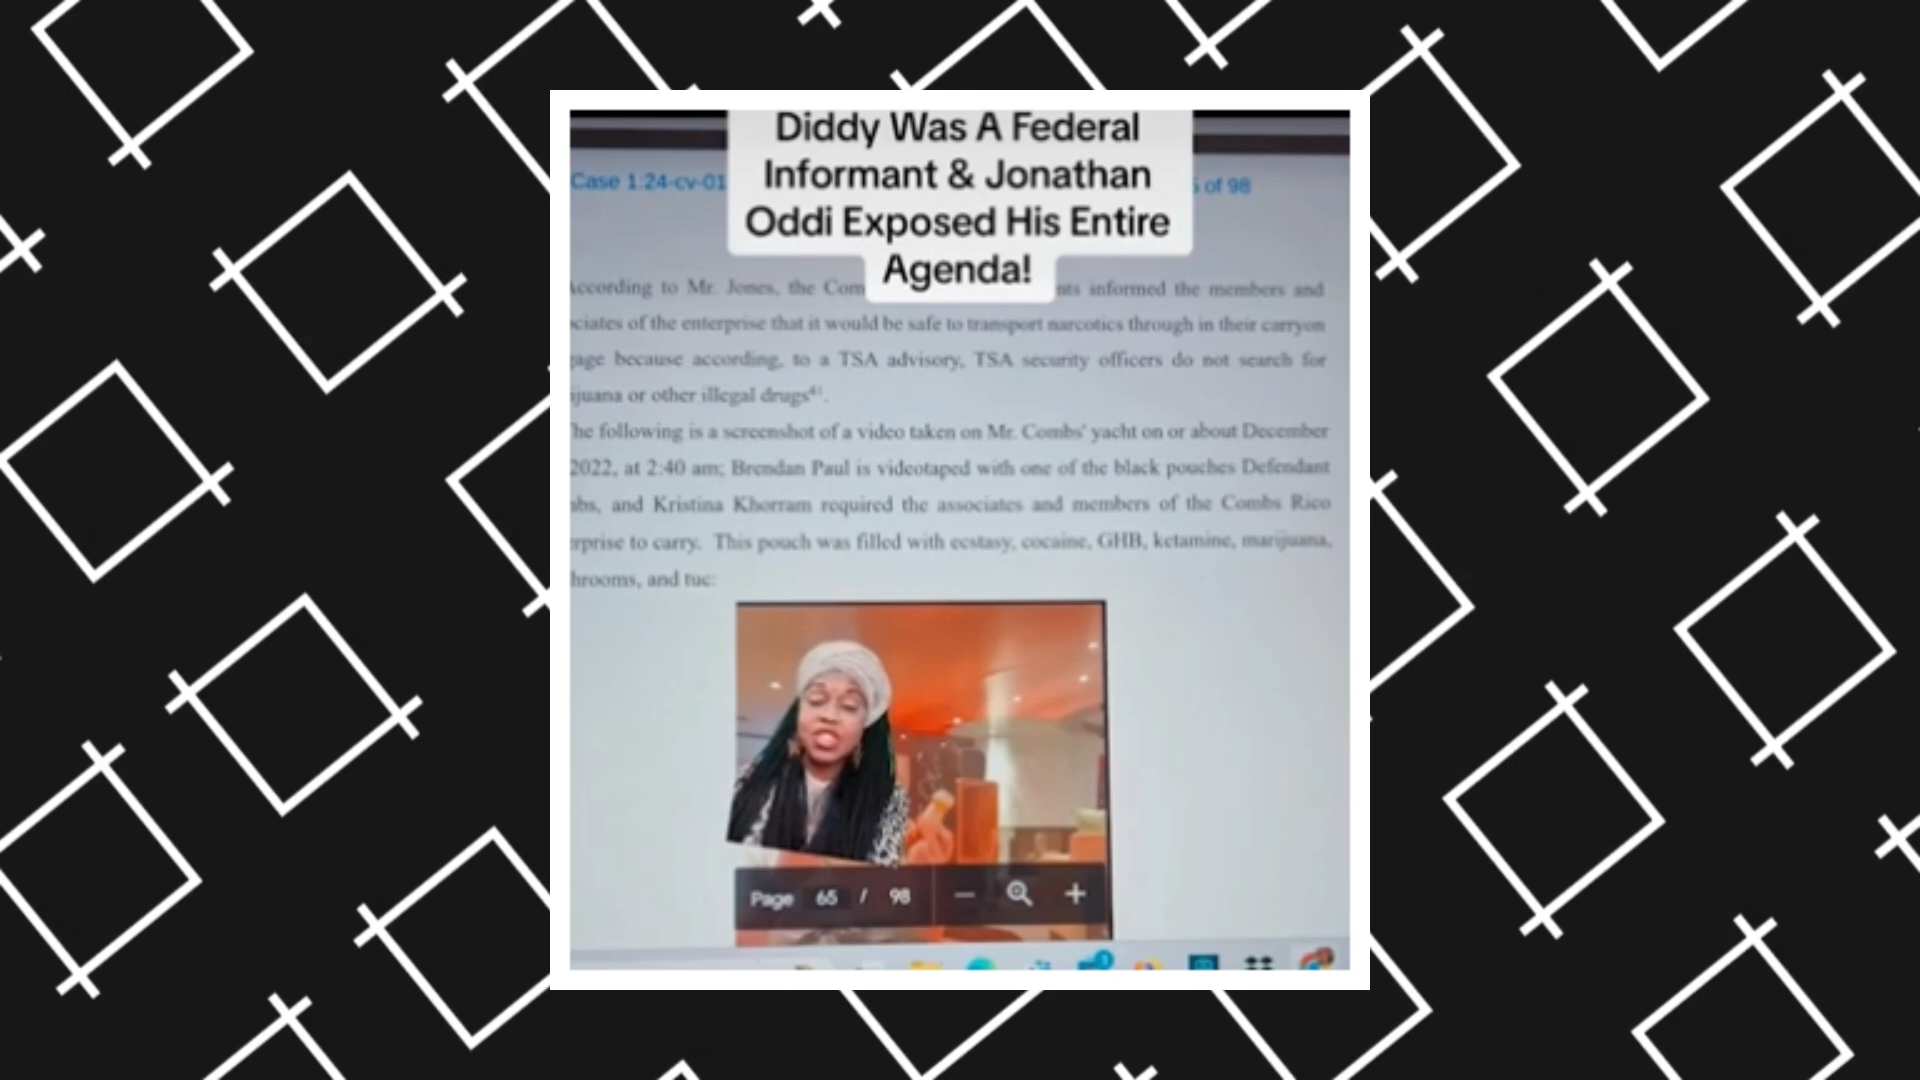 Diddy Was A Federal
Informant & Jonathan
Oddi Exposed His Entire
Agenda!
Case 1:24-cv-01
of 98
ccording to Mr. Jones, the Com nts informed the members and
ciates of the enterprise that it would be safe to transport narcotics through in their carryon
gage because according, to a TSA advisory, TSA security officers do not search for
ijuana or other illegal drugs⁴¹.
he following is a screenshot of a video taken on Mr. Combs' yacht on or about December
2022, at 2:40 am; Brendan Paul is videotaped with one of the black pouches Defendant
bs, and Kristina Khorram required the associates and members of the Combs Rico
rprise to carry. This pouch was filled with ecstasy, cocaine, GHB, ketamine, marijuana,
hrooms, and tuc:
Page 65 / 98